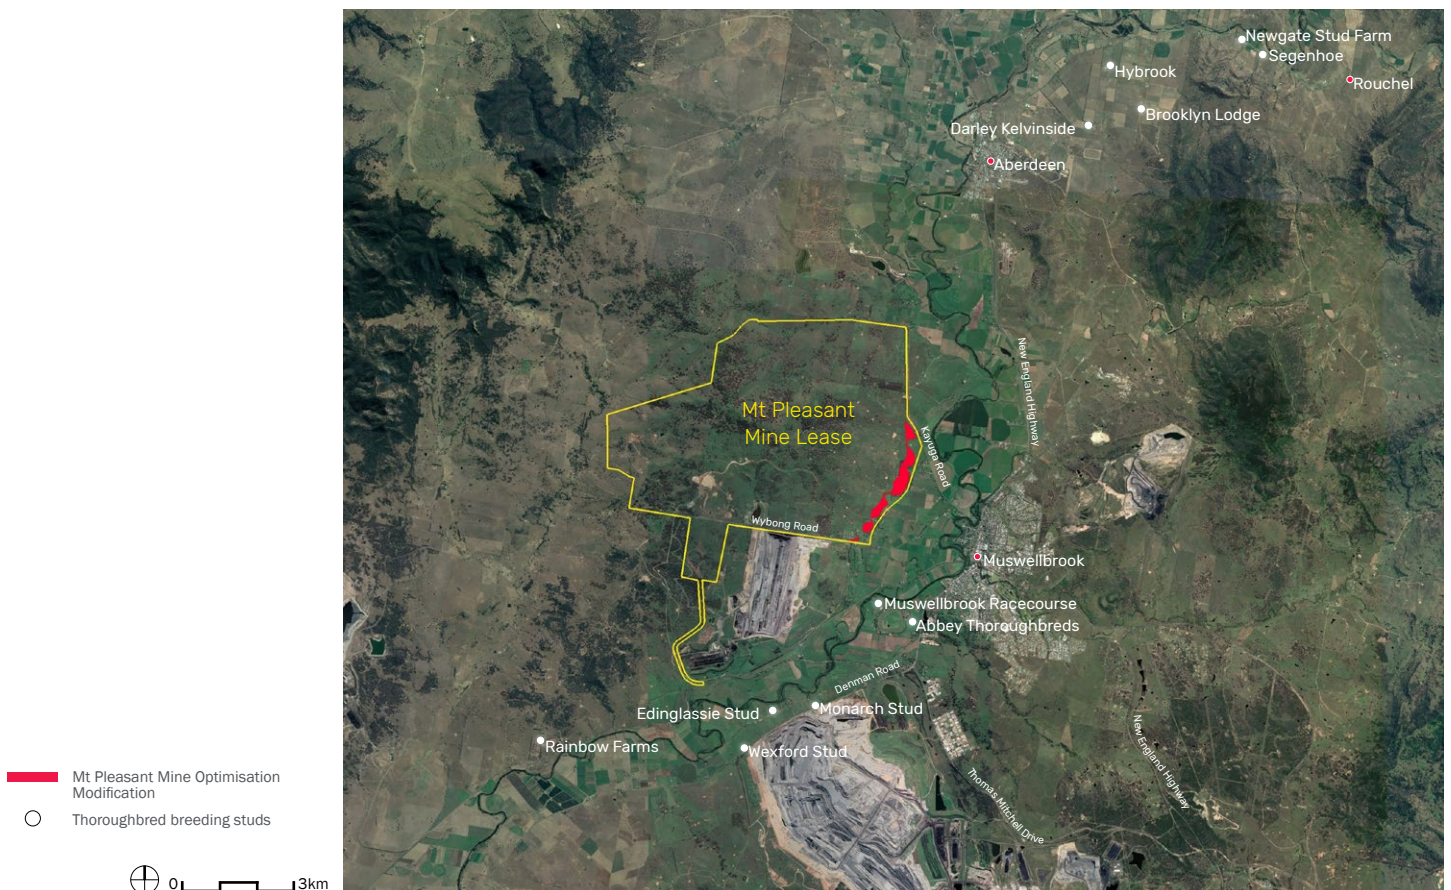 Newgate Stud Farm
Segenhoe
Hybrook
Rouchel
Brooklyn Lodge
Darley Kelvinside
Aberdeen
New England Highway
Mt Pleasant
Mine Lease
Kayuga Road
Wybong Road
Muswellbrook
Muswellbrook Racecourse
Abbey Thoroughbreds
Denman Road
Edinglassie Stud
Monarch Stud
Rainbow Farms
Wexford Stud
New England Highway
Thomas Mitchell Drive
Mt Pleasant Mine Optimisation
Modification
Thoroughbred breeding studs
0 3km